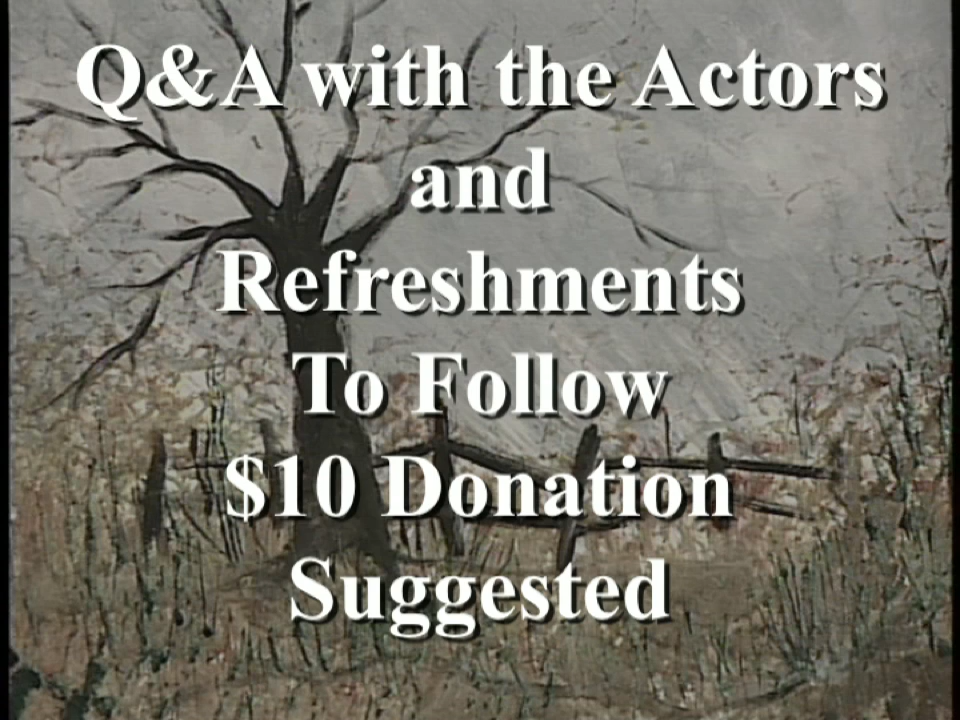 Q&A with the Actors
and
Refreshments
To Follow
$10 Donation
Suggested